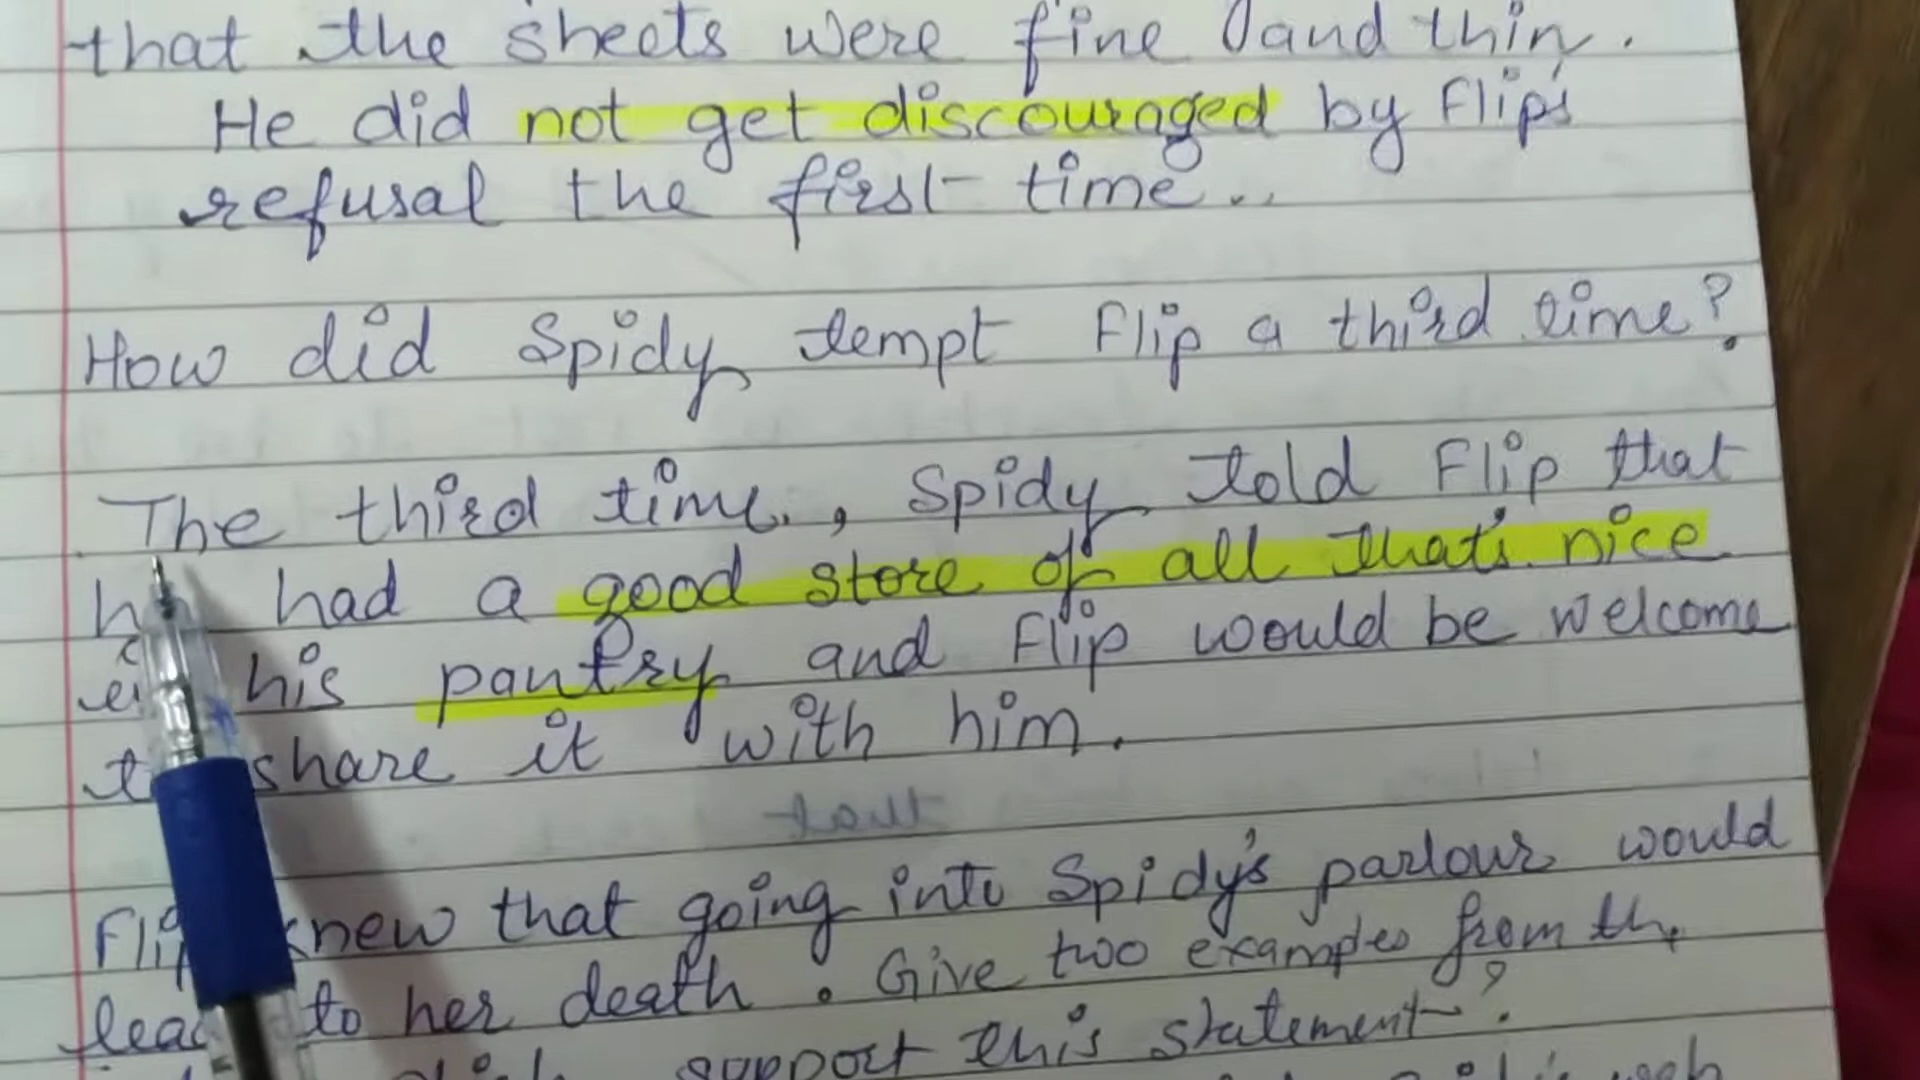 that the sheets were fine and thin.
He did not get discouraged by Flip's
refusal the first time..
How did Spidy tempt Flip a third time?
The third time, Spidy told Flip that
had a good store of all that's nice
his pantry and Flip would be welcome
share it with him.
knew that going into Spidy's parlour would
to her death. Give two examples from the
support this statement?